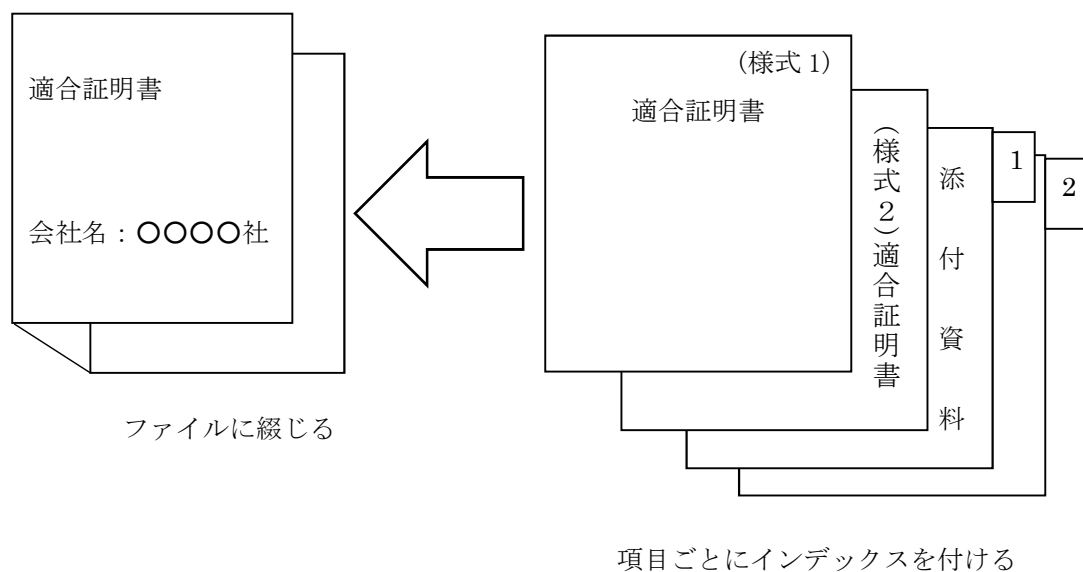 適合証明書
会社名：〇〇〇〇社
ファイルに綴じる
(様式 1)
適合証明書
(様式２)適合証明書
添付資料
1
2
項目ごとにインデックスを付ける